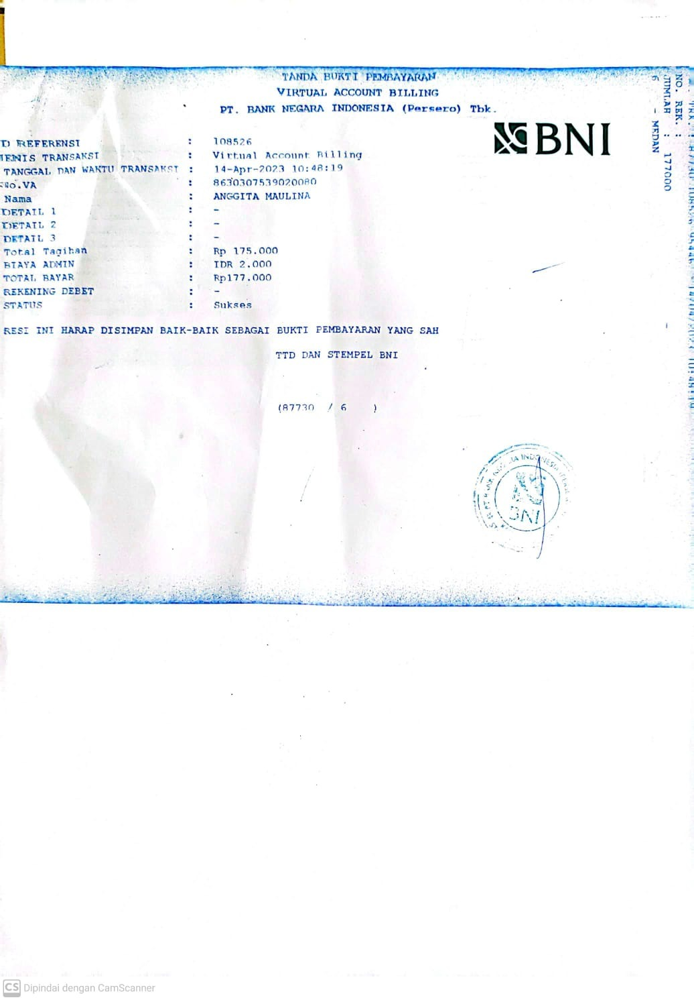 TANDA BUKTI PEMBAYARAN
VIRTUAL ACCOUNT BILLING
PT. BANK NEGARA INDONESIA (Persero) Tbk.
BNI
D REFERENSI : 108526
JENIS TRANSAKSI : Virtual Account Billing
TANGGAL DAN WAKTU TRANSAKSI : 14-Apr-2023 10:48:19
No.VA : 8630307539020080
Nama : ANGGITA MAULINA
DETAIL 1 : -
DETAIL 2 : -
DETAIL 3 : -
Total Tagihan : Rp 175.000
BIAYA ADMIN : IDR 2.000
TOTAL BAYAR : Rp177.000
REKENING DEBET : -
STATUS : Sukses
RESI INI HARAP DISIMPAN BAIK-BAIK SEBAGAI BUKTI PEMBAYARAN YANG SAH
TTD DAN STEMPEL BNI
(87730 / 6 )
NO. REK. :
JUMLAH : 177000
6 - MEDAN
INDONESIA
BNI
CS Dipindai dengan CamScanner